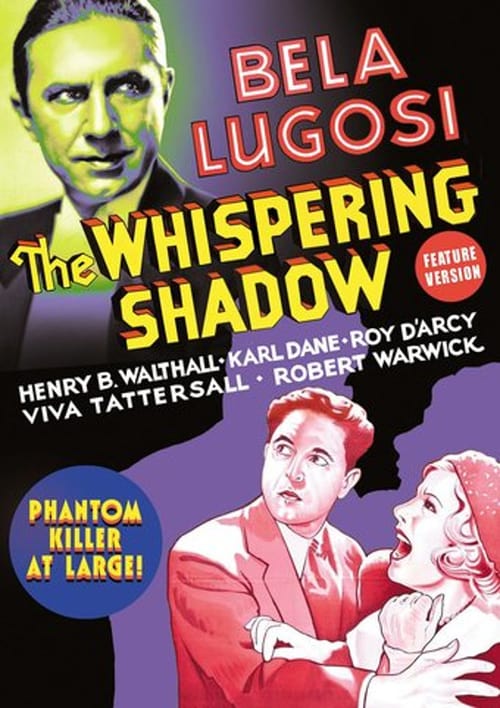 BELA
LUGOSI
The WHISPERING
SHADOW
FEATURE
VERSION
HENRY B. WALTHALL • KARL DANE • ROY D'ARCY
VIVA TATTERSALL • ROBERT WARWICK
PHANTOM
KILLER
AT LARGE!